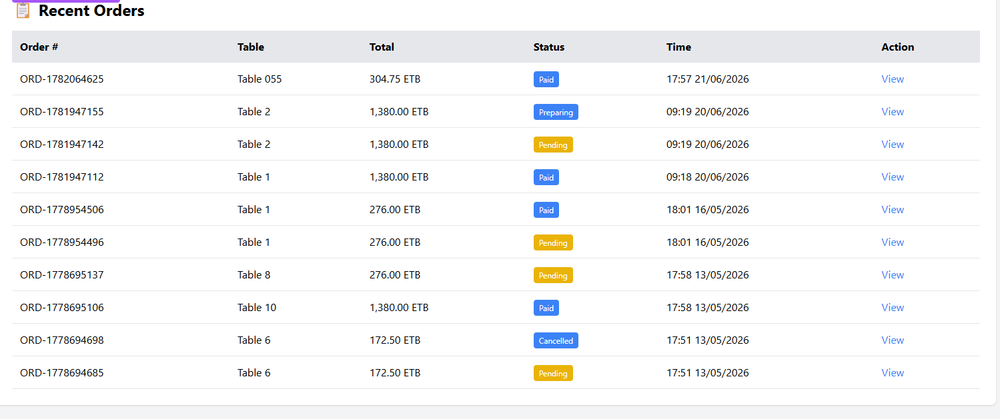 📋 Recent Orders
Order # Table Total Status Time Action
ORD-1782064625 Table 055 304.75 ETB Paid 17:57 21/06/2026 View
ORD-1781947155 Table 2 1,380.00 ETB Preparing 09:19 20/06/2026 View
ORD-1781947142 Table 2 1,380.00 ETB Pending 09:19 20/06/2026 View
ORD-1781947112 Table 1 1,380.00 ETB Paid 09:18 20/06/2026 View
ORD-1778954506 Table 1 276.00 ETB Paid 18:01 16/05/2026 View
ORD-1778954496 Table 1 276.00 ETB Pending 18:01 16/05/2026 View
ORD-1778695137 Table 8 276.00 ETB Pending 17:58 13/05/2026 View
ORD-1778695106 Table 10 1,380.00 ETB Paid 17:58 13/05/2026 View
ORD-1778694698 Table 6 172.50 ETB Cancelled 17:51 13/05/2026 View
ORD-1778694685 Table 6 172.50 ETB Pending 17:51 13/05/2026 View